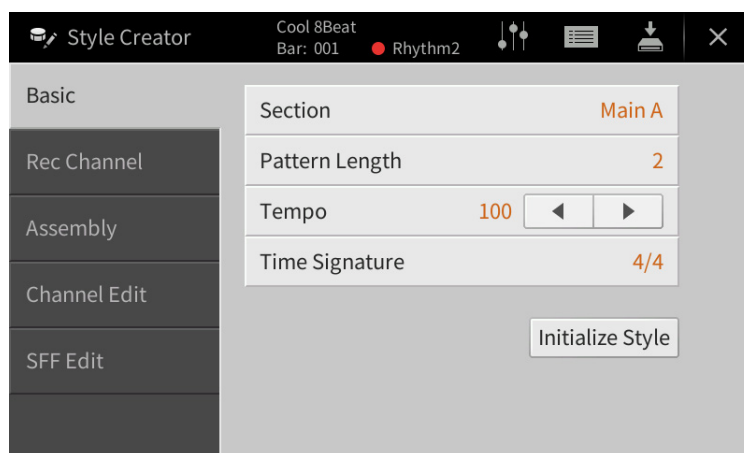 Style Creator
Cool 8Beat
Bar: 001
Rhythm2
Basic
Rec Channel
Assembly
Channel Edit
SFF Edit
Section Main A
Pattern Length 2
Tempo 100
Time Signature 4/4
Initialize Style